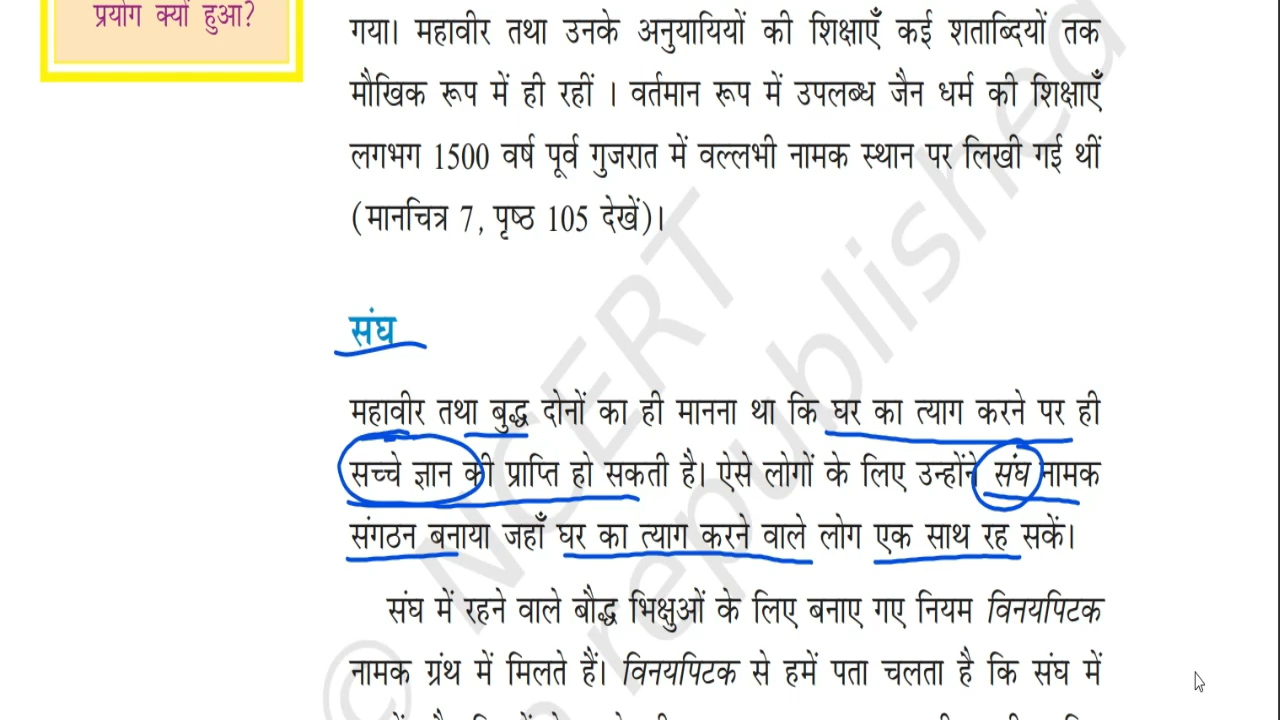 प्रयोग क्यों हुआ?
गया। महावीर तथा उनके अनुयायियों की शिक्षाएँ कई शताब्दियों तक
मौखिक रूप में ही रहीं । वर्तमान रूप में उपलब्ध जैन धर्म की शिक्षाएँ
लगभग 1500 वर्ष पूर्व गुजरात में वल्लभी नामक स्थान पर लिखी गई थीं
(मानचित्र 7, पृष्ठ 105 देखें)।
संघ
महावीर तथा बुद्ध दोनों का ही मानना था कि घर का त्याग करने पर ही
सच्चे ज्ञान की प्राप्ति हो सकती है। ऐसे लोगों के लिए उन्होंने संघ नामक
संगठन बनाया जहाँ घर का त्याग करने वाले लोग एक साथ रह सकें।
संघ में रहने वाले बौद्ध भिक्षुओं के लिए बनाए गए नियम विनयपिटक
नामक ग्रंथ में मिलते हैं। विनयपिटक से हमें पता चलता है कि संघ में
© NCERT
republished